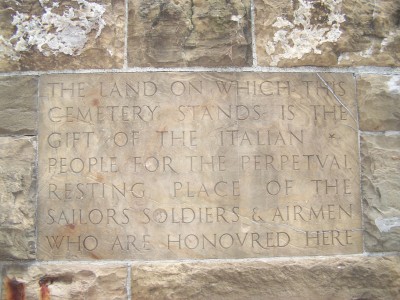 THE LAND ON WHICH THIS
CEMETERY STANDS IS THE
GIFT OF THE ITALIAN
PEOPLE FOR THE PERPETVAL
RESTING PLACE OF THE
SAILORS SOLDIERS & AIRMEN
WHO ARE HONOVRED HERE